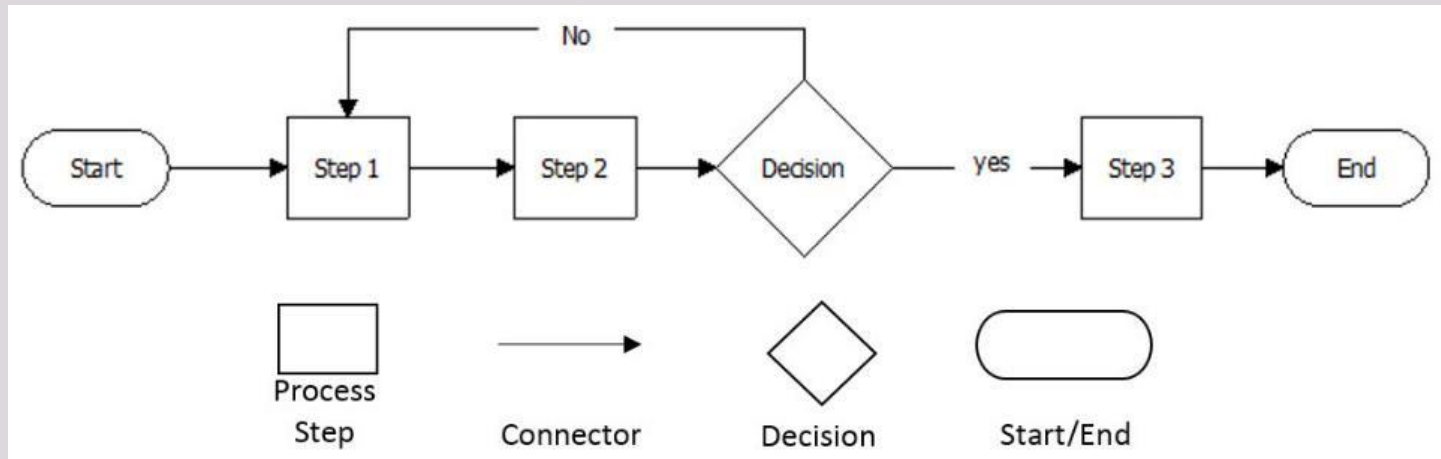 No
Start
Step 1
Step 2
Decision
yes
Step 3
End
Process
Step
Connector
Decision
Start/End